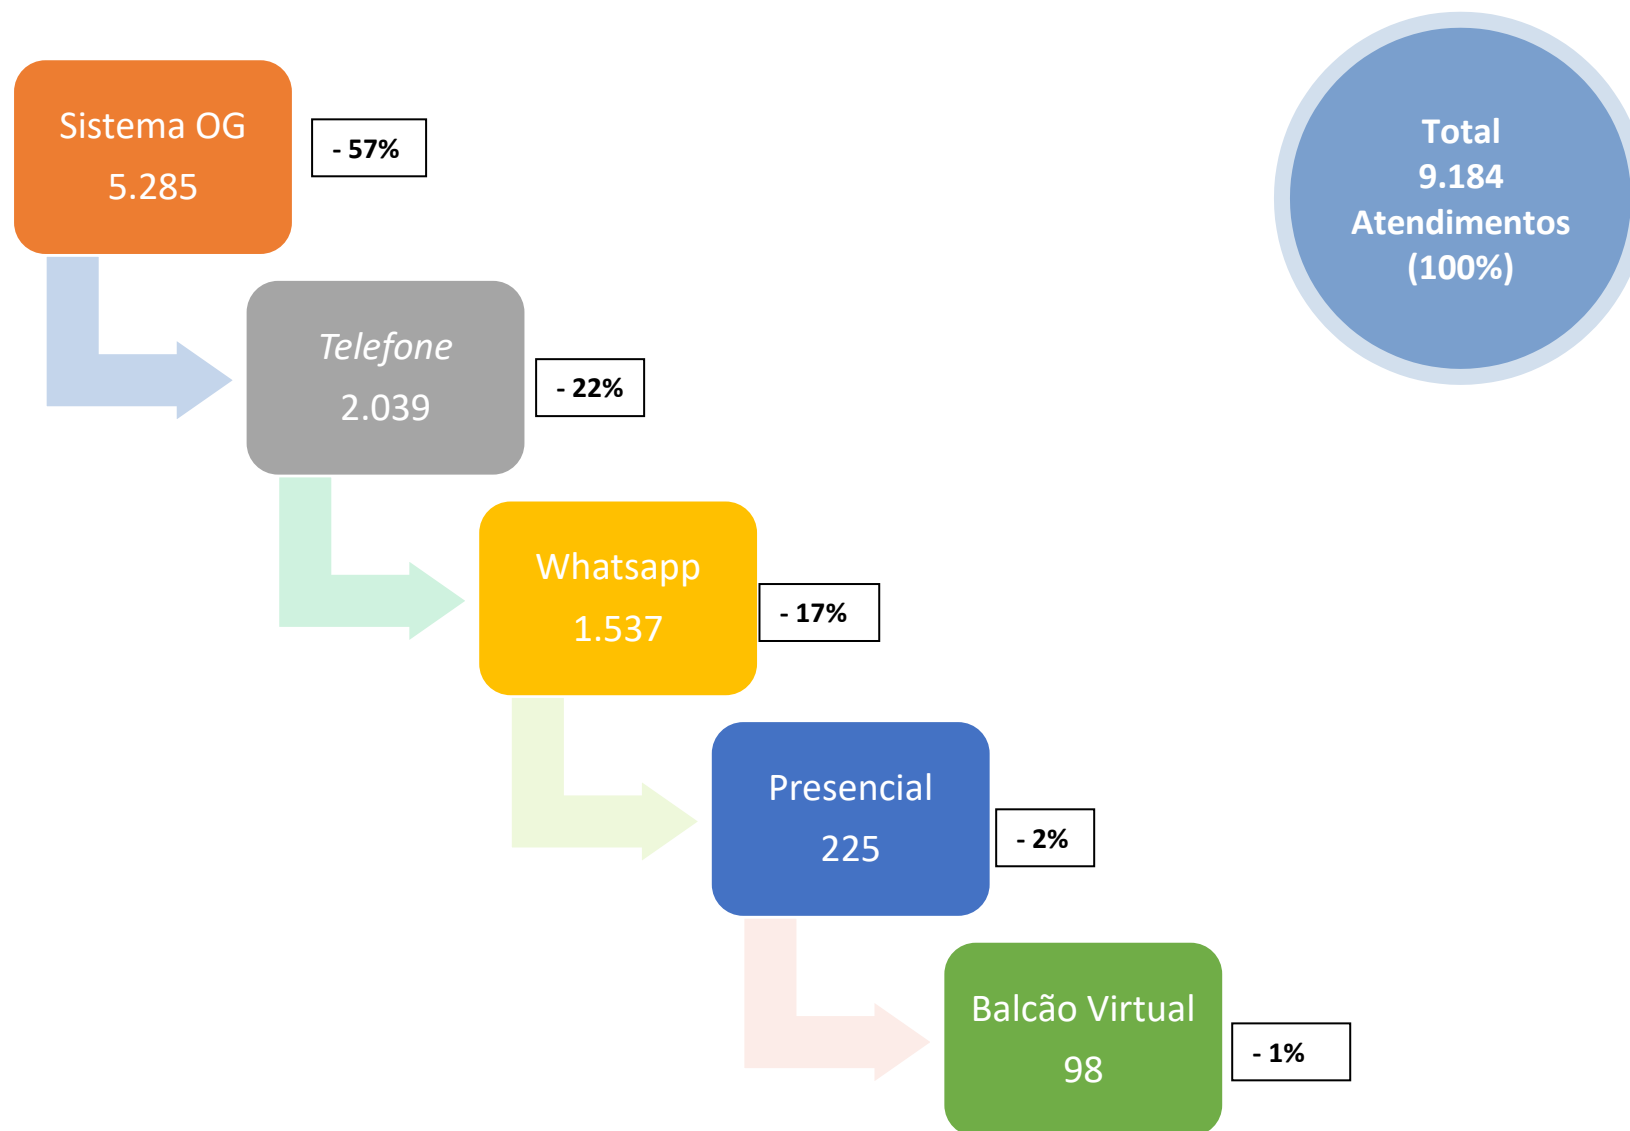 Sistema OG
5.285
- 57%
Total
9.184
Atendimentos
(100%)
Telefone
2.039
- 22%
Whatsapp
1.537
- 17%
Presencial
225
- 2%
Balcão Virtual
98
- 1%